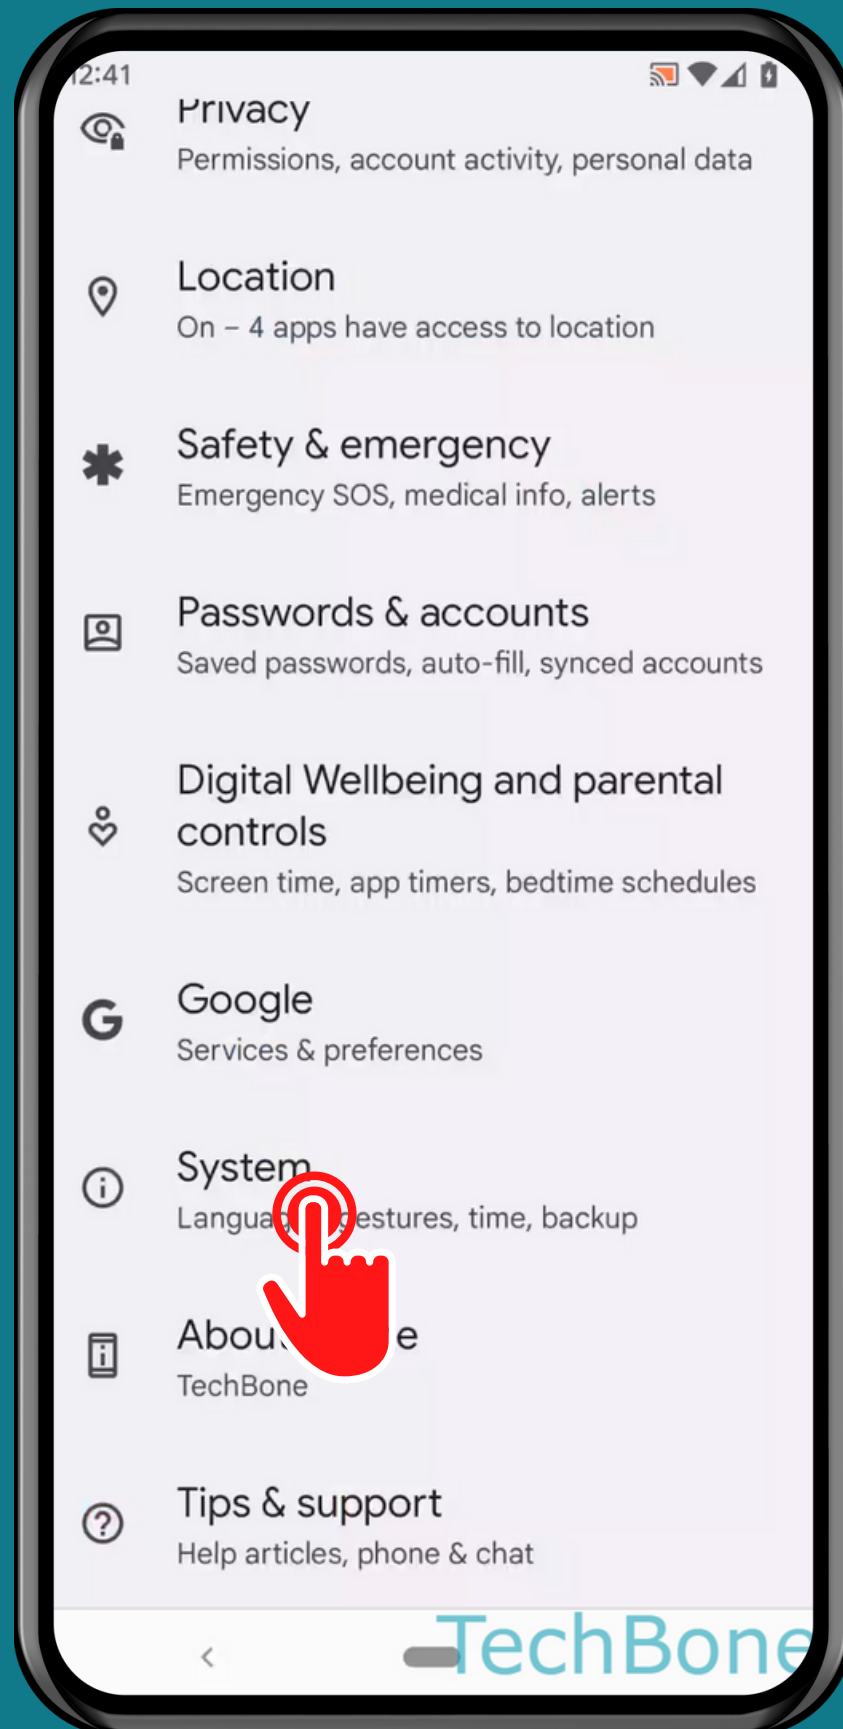 12:41
Privacy
Permissions, account activity, personal data
Location
On – 4 apps have access to location
Safety & emergency
Emergency SOS, medical info, alerts
Passwords & accounts
Saved passwords, auto-fill, synced accounts
Digital Wellbeing and parental
controls
Screen time, app timers, bedtime schedules
Google
Services & preferences
System
time, backup
TechBone
Tips & support
Help articles, phone & chat
TechBone